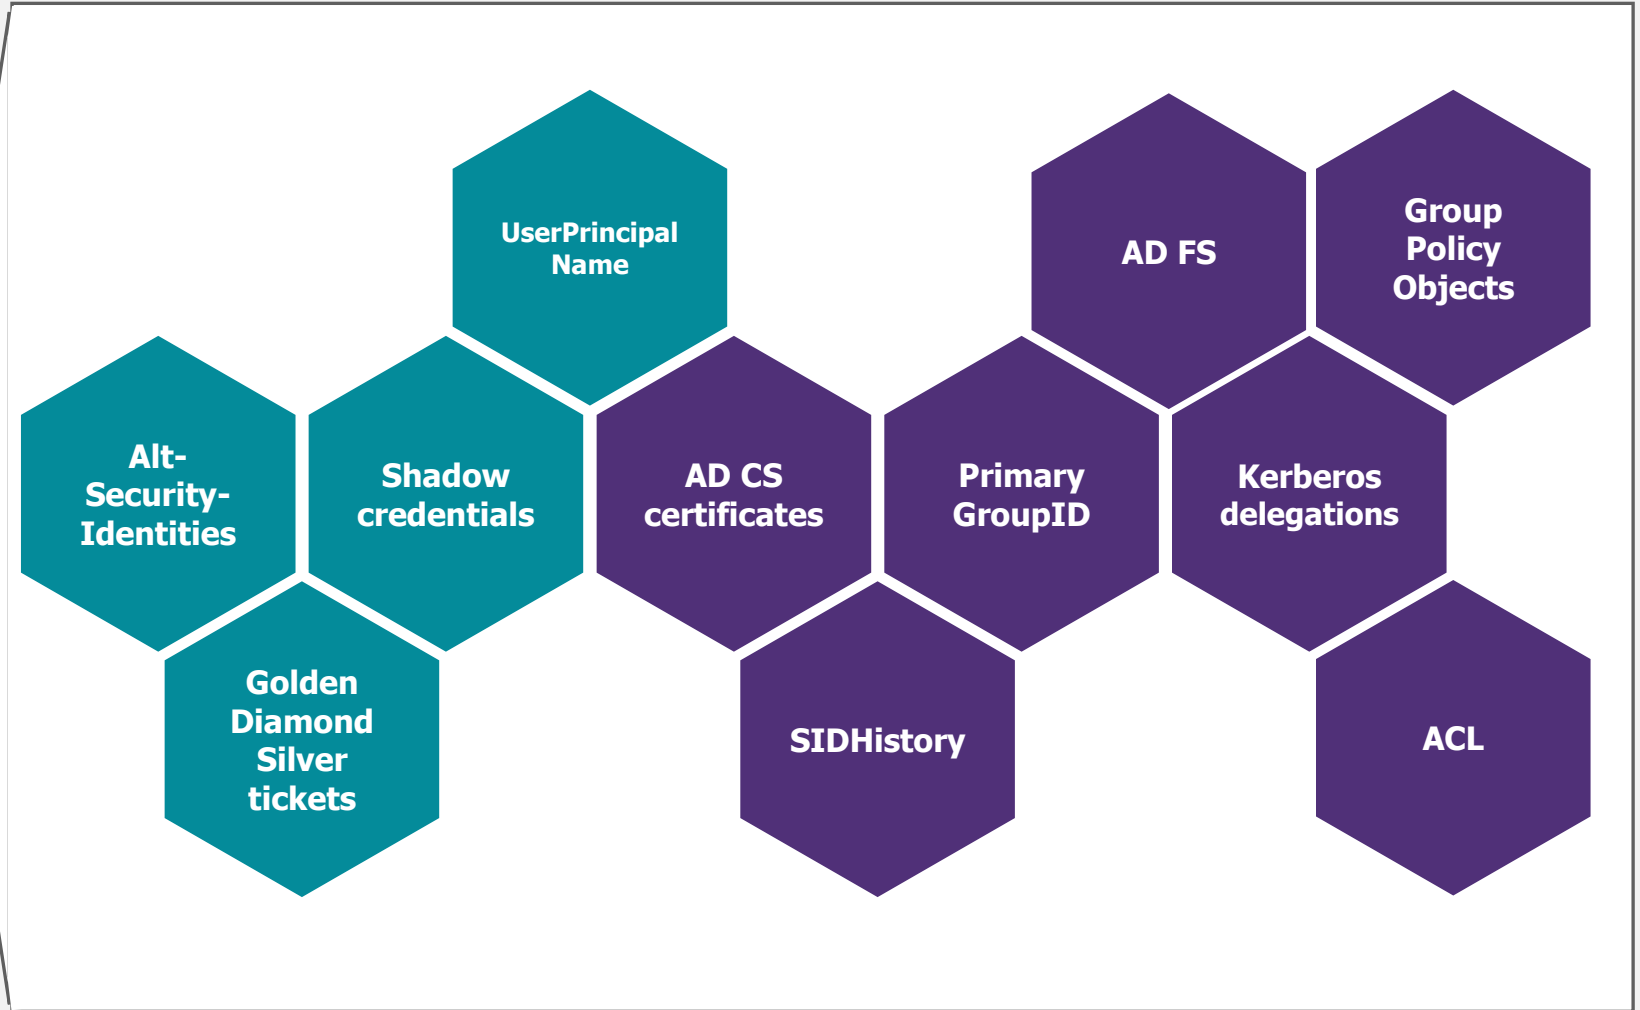 UserPrincipal
Name
AD FS
Group
Policy
Objects
Alt-
Security-
Identities
Shadow
credentials
AD CS
certificates
Primary
GroupID
Kerberos
delegations
Golden
Diamond
Silver
tickets
SIDHistory
ACL